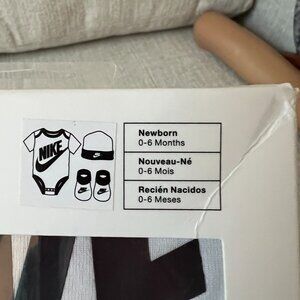 NIKE
Newborn
0-6 Months
Nouveau-Né
0-6 Mois
Recién Nacidos
0-6 Meses